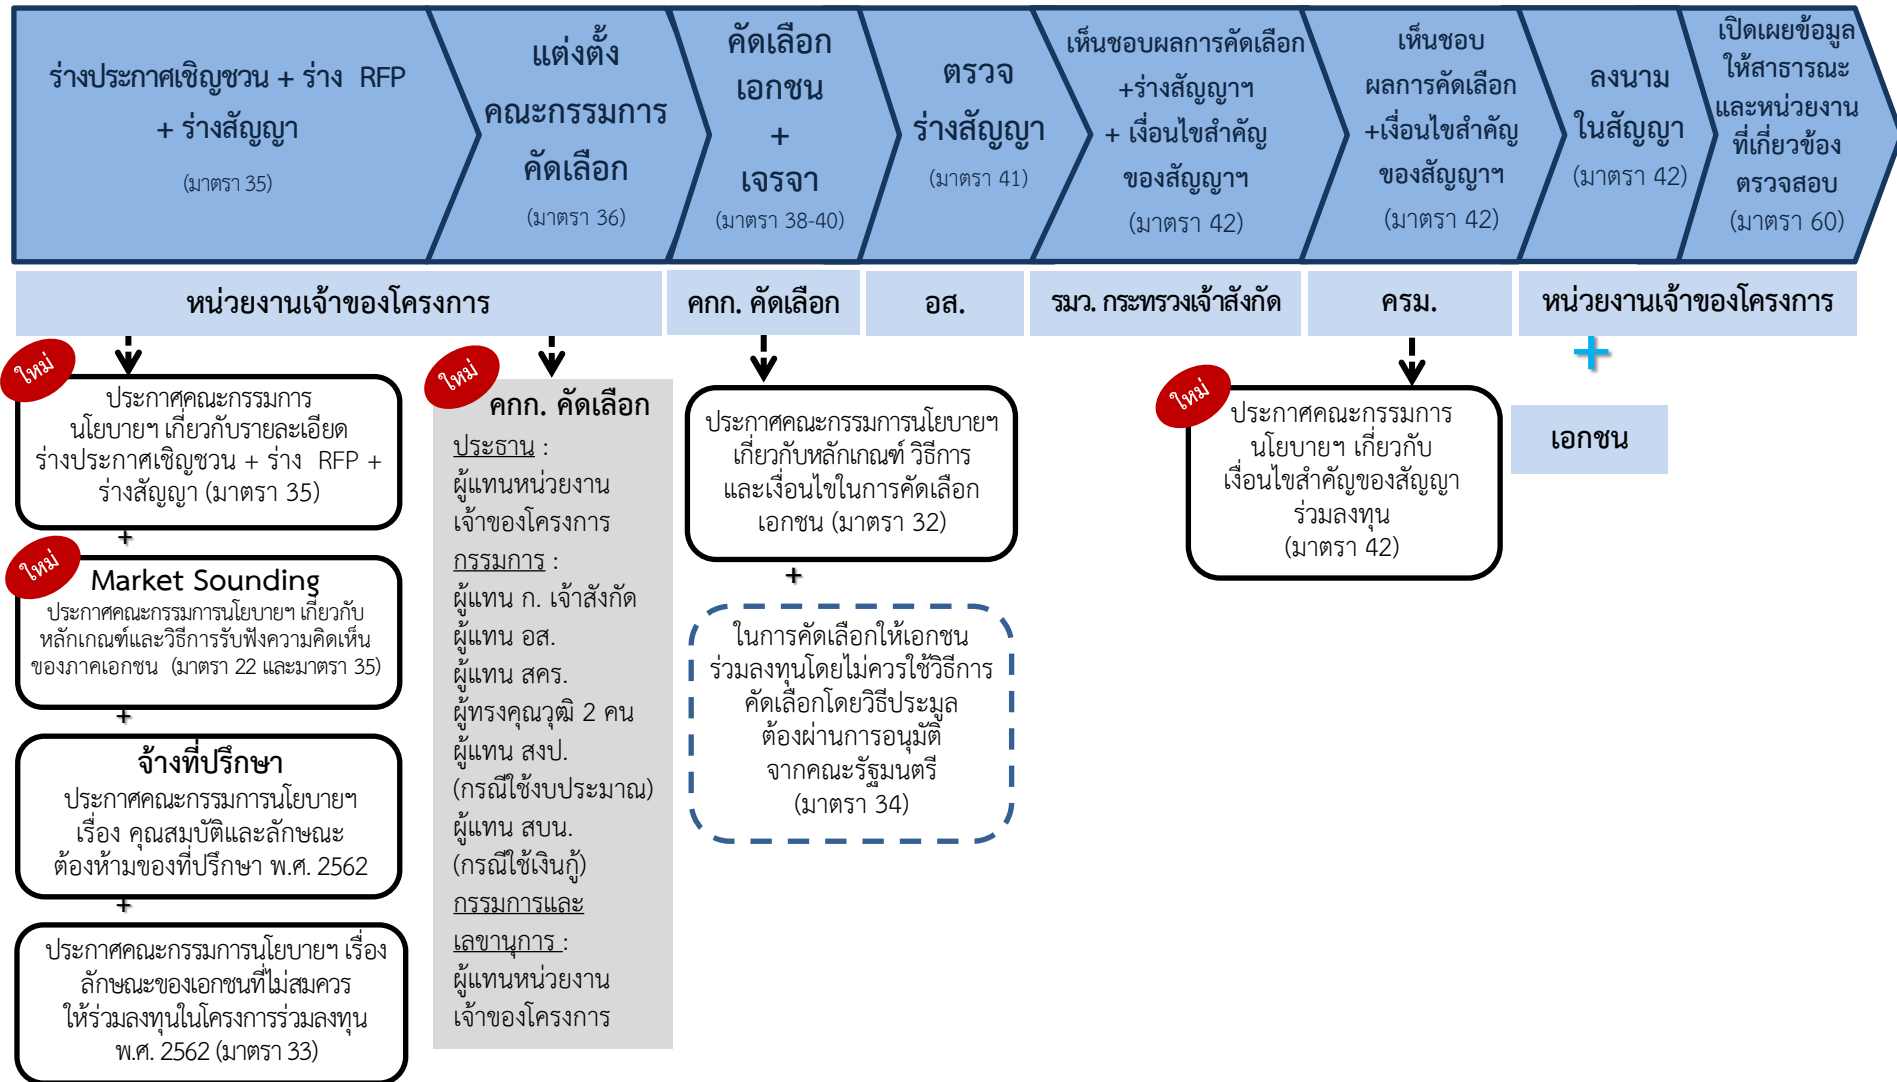 ร่างประกาศเชิญชวน + ร่าง RFP
+ ร่างสัญญา
(มาตรา 35)
แต่งตั้ง
คณะกรรมการ
คัดเลือก
(มาตรา 36)
คัดเลือก
เอกชน
+
เจรจา
(มาตรา 38-40)
ตรวจ
ร่างสัญญา
(มาตรา 41)
เห็นชอบผลการคัดเลือก
+ร่างสัญญาฯ
+ เงื่อนไขสำคัญ
ของสัญญาฯ
(มาตรา 42)
เห็นชอบ
ผลการคัดเลือก
+เงื่อนไขสำคัญ
ของสัญญาฯ
(มาตรา 42)
ลงนาม
ในสัญญา
(มาตรา 42)
เปิดเผยข้อมูล
ให้สาธารณะ
และหน่วยงาน
ที่เกี่ยวข้อง
ตรวจสอบ
(มาตรา 60)
หน่วยงานเจ้าของโครงการ
คกก. คัดเลือก
อส.
รมว. กระทรวงเจ้าสังกัด
ครม.
หน่วยงานเจ้าของโครงการ
+
เอกชน
ใหม่
ประกาศคณะกรรมการ
นโยบายฯ เกี่ยวกับรายละเอียด
ร่างประกาศเชิญชวน + ร่าง RFP +
ร่างสัญญา (มาตรา 35)
+
ใหม่
Market Sounding
ประกาศคณะกรรมการนโยบายฯ เกี่ยวกับ
หลักเกณฑ์และวิธีการรับฟังความคิดเห็น
ของภาคเอกชน (มาตรา 22 และมาตรา 35)
+
จ้างที่ปรึกษา
ประกาศคณะกรรมการนโยบายฯ
เรื่อง คุณสมบัติและลักษณะ
ต้องห้ามของที่ปรึกษา พ.ศ. 2562
+
ประกาศคณะกรรมการนโยบายฯ เรื่อง
ลักษณะของเอกชนที่ไม่สมควร
ให้ร่วมลงทุนในโครงการร่วมลงทุน
พ.ศ. 2562 (มาตรา 33)
ใหม่
คกก. คัดเลือก
ประธาน :
ผู้แทนหน่วยงาน
เจ้าของโครงการ
กรรมการ :
ผู้แทน ก. เจ้าสังกัด
ผู้แทน อส.
ผู้แทน สคร.
ผู้ทรงคุณวุฒิ 2 คน
ผู้แทน สงป.
(กรณีใช้งบประมาณ)
ผู้แทน สบน.
(กรณีใช้เงินกู้)
กรรมการและ
เลขานุการ :
ผู้แทนหน่วยงาน
เจ้าของโครงการ
ประกาศคณะกรรมการนโยบายฯ
เกี่ยวกับหลักเกณฑ์ วิธีการ
และเงื่อนไขในการคัดเลือก
เอกชน (มาตรา 32)
+
ในการคัดเลือกให้เอกชน
ร่วมลงทุนโดยไม่ควรใช้วิธีการ
คัดเลือกโดยวิธีประมูล
ต้องผ่านการอนุมัติ
จากคณะรัฐมนตรี
(มาตรา 34)
ใหม่
ประกาศคณะกรรมการ
นโยบายฯ เกี่ยวกับ
เงื่อนไขสำคัญของสัญญา
ร่วมลงทุน
(มาตรา 42)